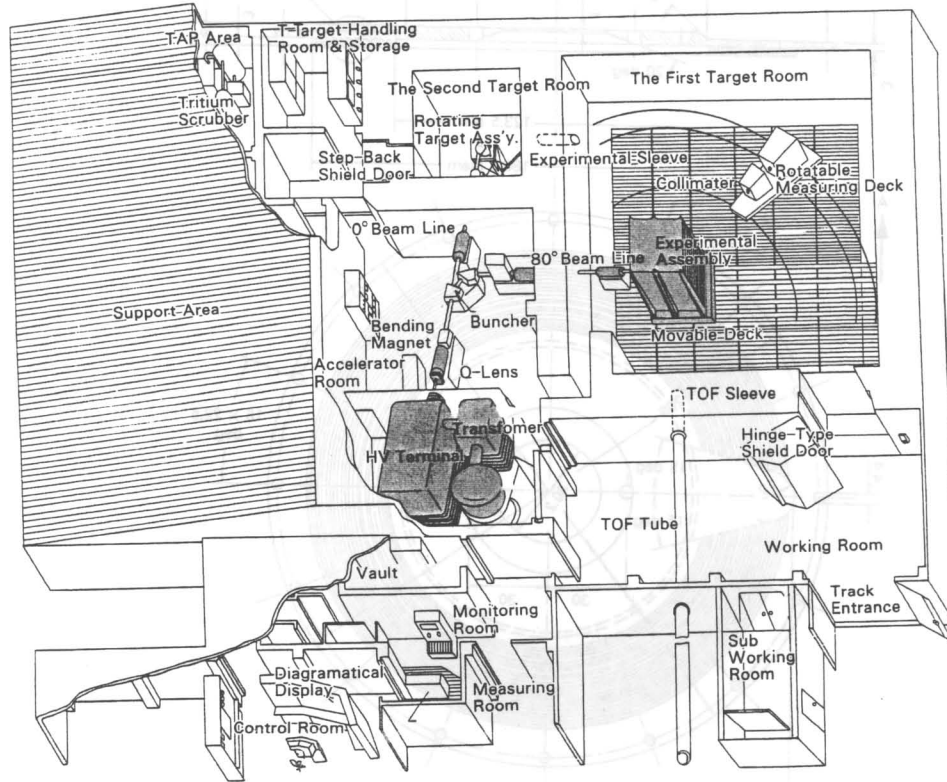 TAP Area
T-Target-Handling
Room & Storage
Tritium
Scrubber
The Second Target Room
The First Target Room
Rotating
Target Ass'y.
Step-Back
Shield Door
Experimental Sleeve
Collimater
Rotatable
Measuring Deck
0° Beam Line
80° Beam Line
Experimental
Assembly
Support Area
Buncher
Bending
Magnet
Movable Deck
Accelerator
Room
Q-Lens
TOF Sleeve
Transfomer
HV Terminal
Hinge-Type
Shield Door
TOF Tube
Working Room
Vault
Monitoring
Room
Track
Entrance
Sub
Working
Room
Diagramatical
Display
Measuring
Room
Control Room